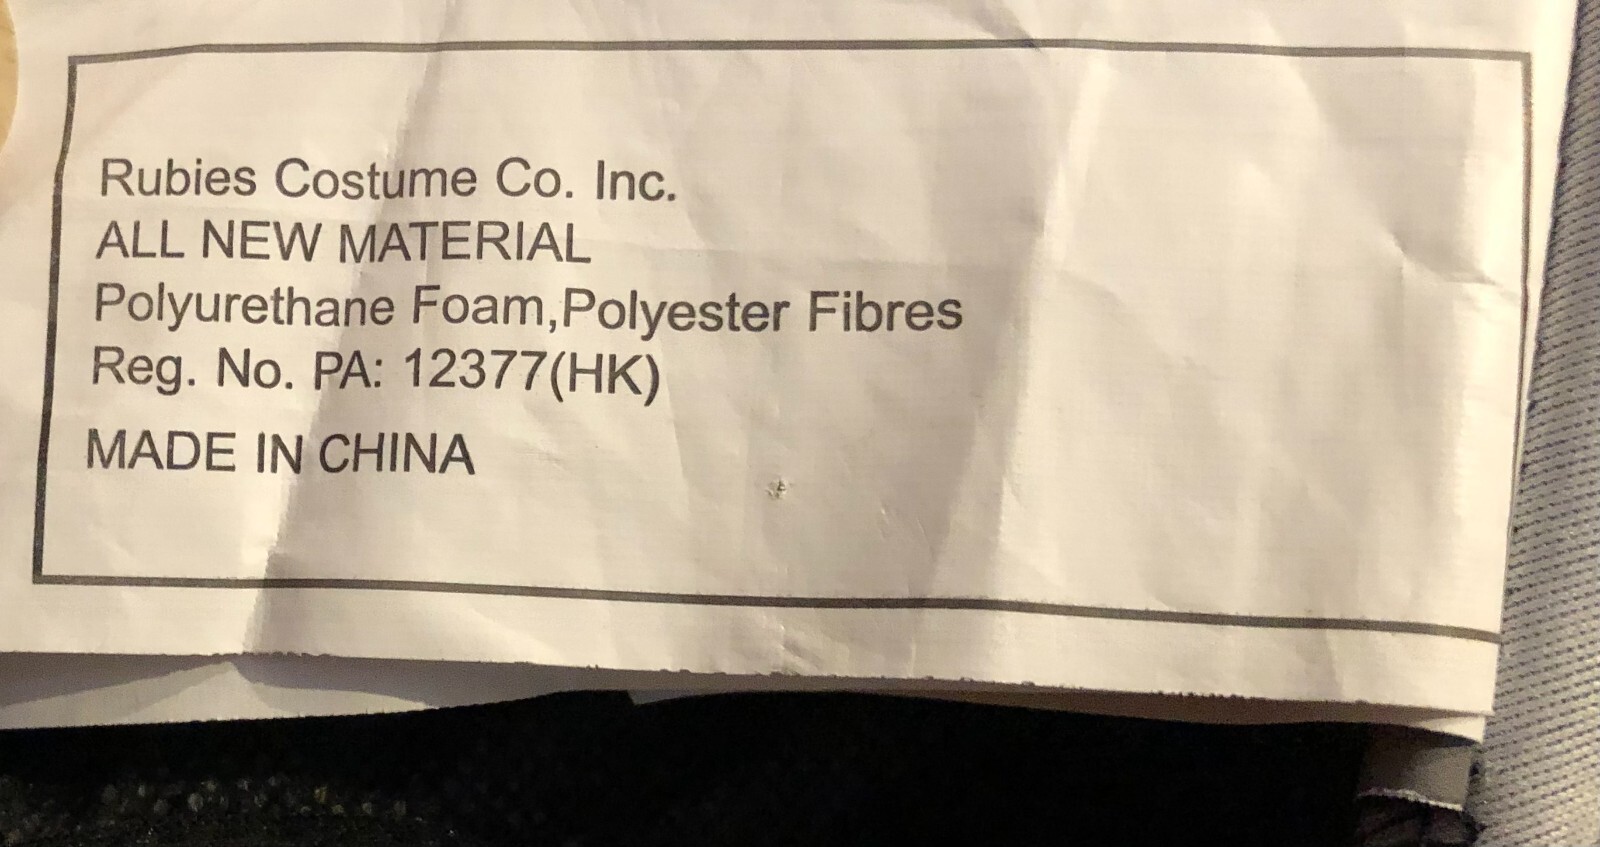 Rubies Costume Co. Inc.
ALL NEW MATERIAL
Polyurethane Foam,Polyester Fibres
Reg. No. PA: 12377(HK)
MADE IN CHINA